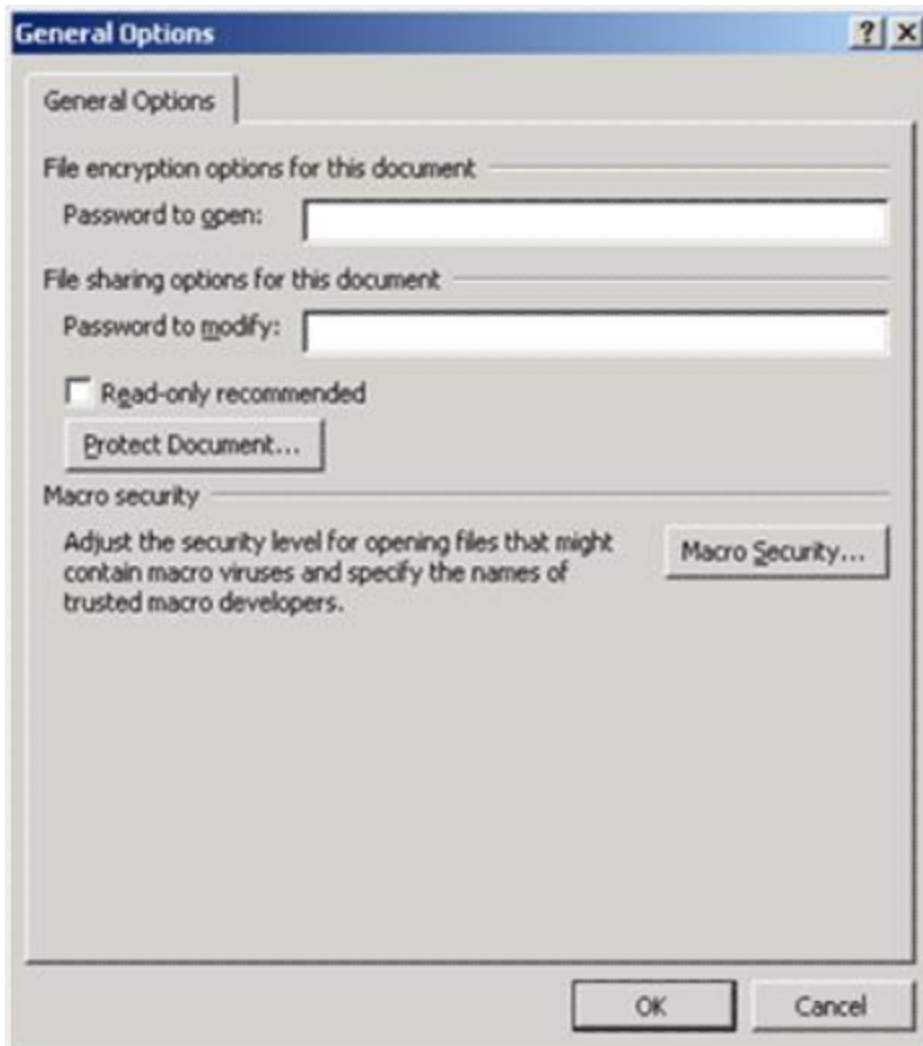 General Options
General Options
File encryption options for this document
Password to open:
File sharing options for this document
Password to modify:
Read-only recommended
Protect Document...
Macro security
Adjust the security level for opening files that might
contain macro viruses and specify the names of
trusted macro developers.
Macro Security...
OK
Cancel